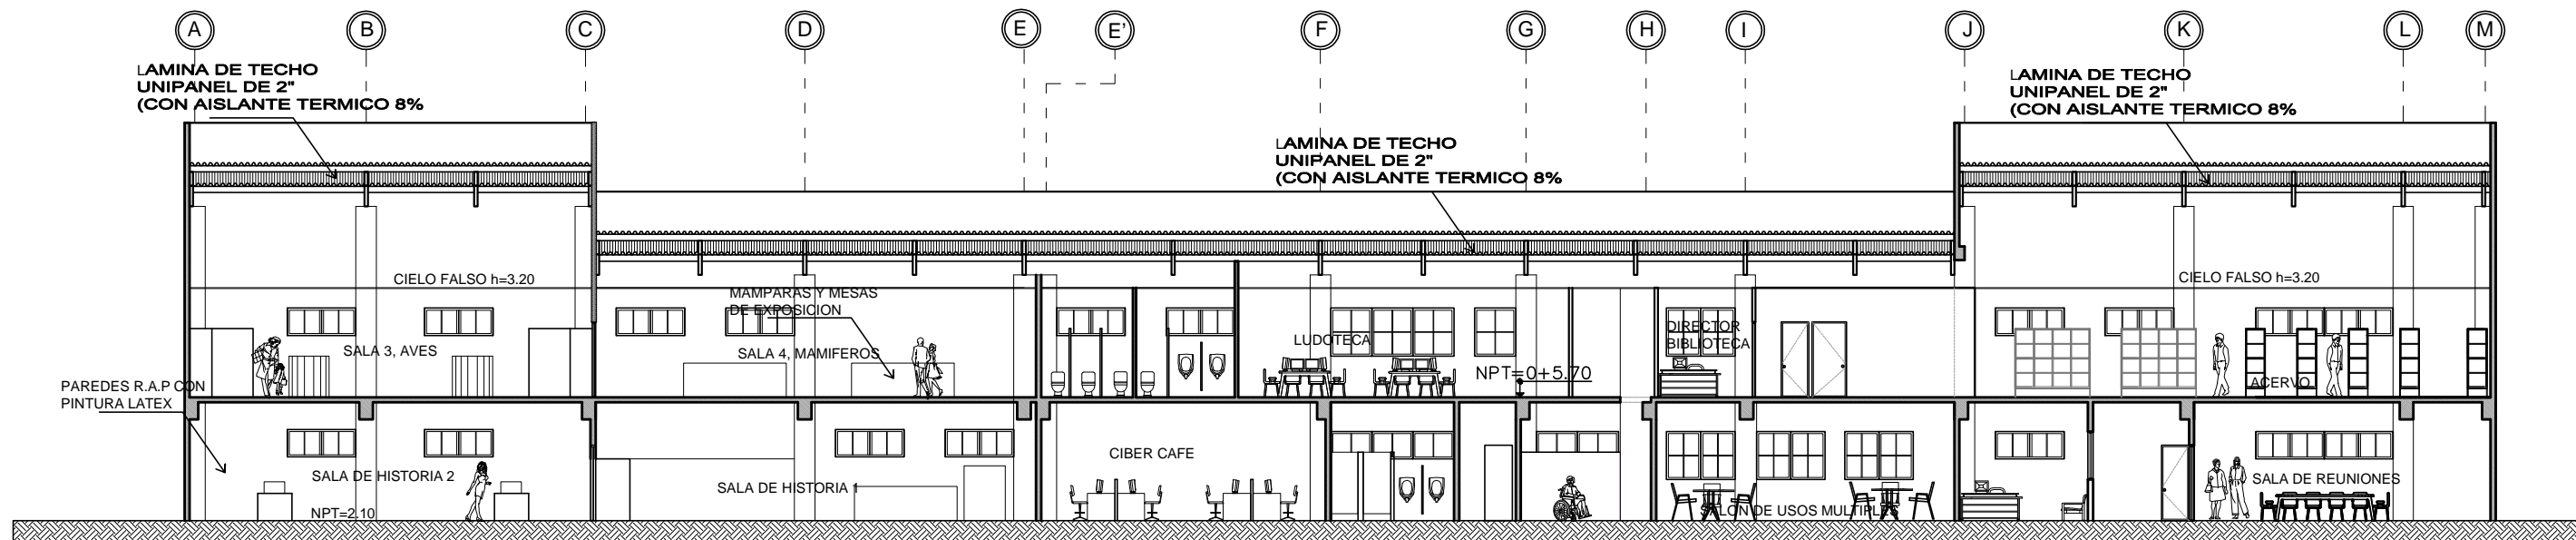 A B C D E E' F G H I J K L M
LAMINA DE TECHO
UNIPANEL DE 2"
(CON AISLANTE TERMICO 8%
LAMINA DE TECHO
UNIPANEL DE 2"
(CON AISLANTE TERMICO 8%
LAMINA DE TECHO
UNIPANEL DE 2"
(CON AISLANTE TERMICO 8%
CIELO FALSO h=3.20
CIELO FALSO h=3.20
MAMPARAS Y MESAS
DE EXPOSICION
SALA 3, AVES
SALA 4, MAMIFEROS
LUDOTECA
DIRECTOR
BIBLIOTECA
NPT=0+5.70
ACERVO
PAREDES R.A.P CON
PINTURA LATEX
SALA DE HISTORIA 2
NPT=2.10
SALA DE HISTORIA 1
CIBER CAFE
SALON DE USOS MULTIPLES
SALA DE REUNIONES